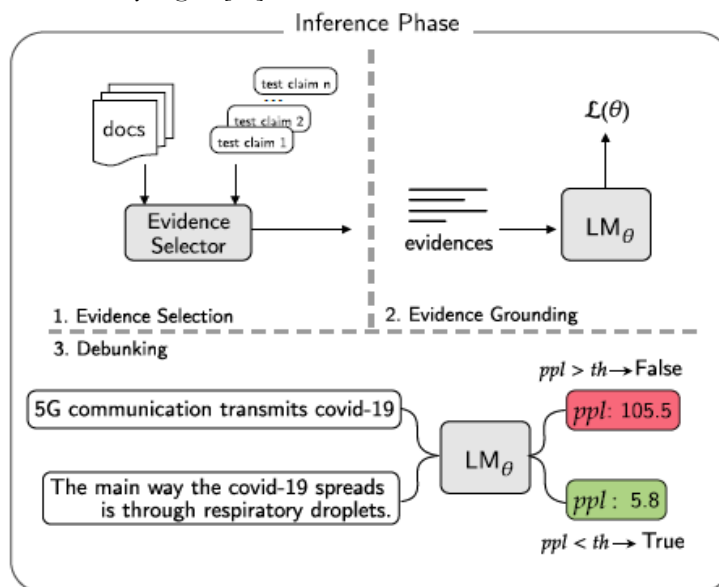 Inference Phase
docs
test claim n
...
test claim 2
test claim 1
Evidence
Selector
1. Evidence Selection
ℒ(θ)
evidences
LMθ
2. Evidence Grounding
3. Debunking
ppl > th → False
5G communication transmits covid-19
ppl: 105.5
LMθ
The main way the covid-19 spreads
is through respiratory droplets.
ppl : 5.8
ppl < th → True